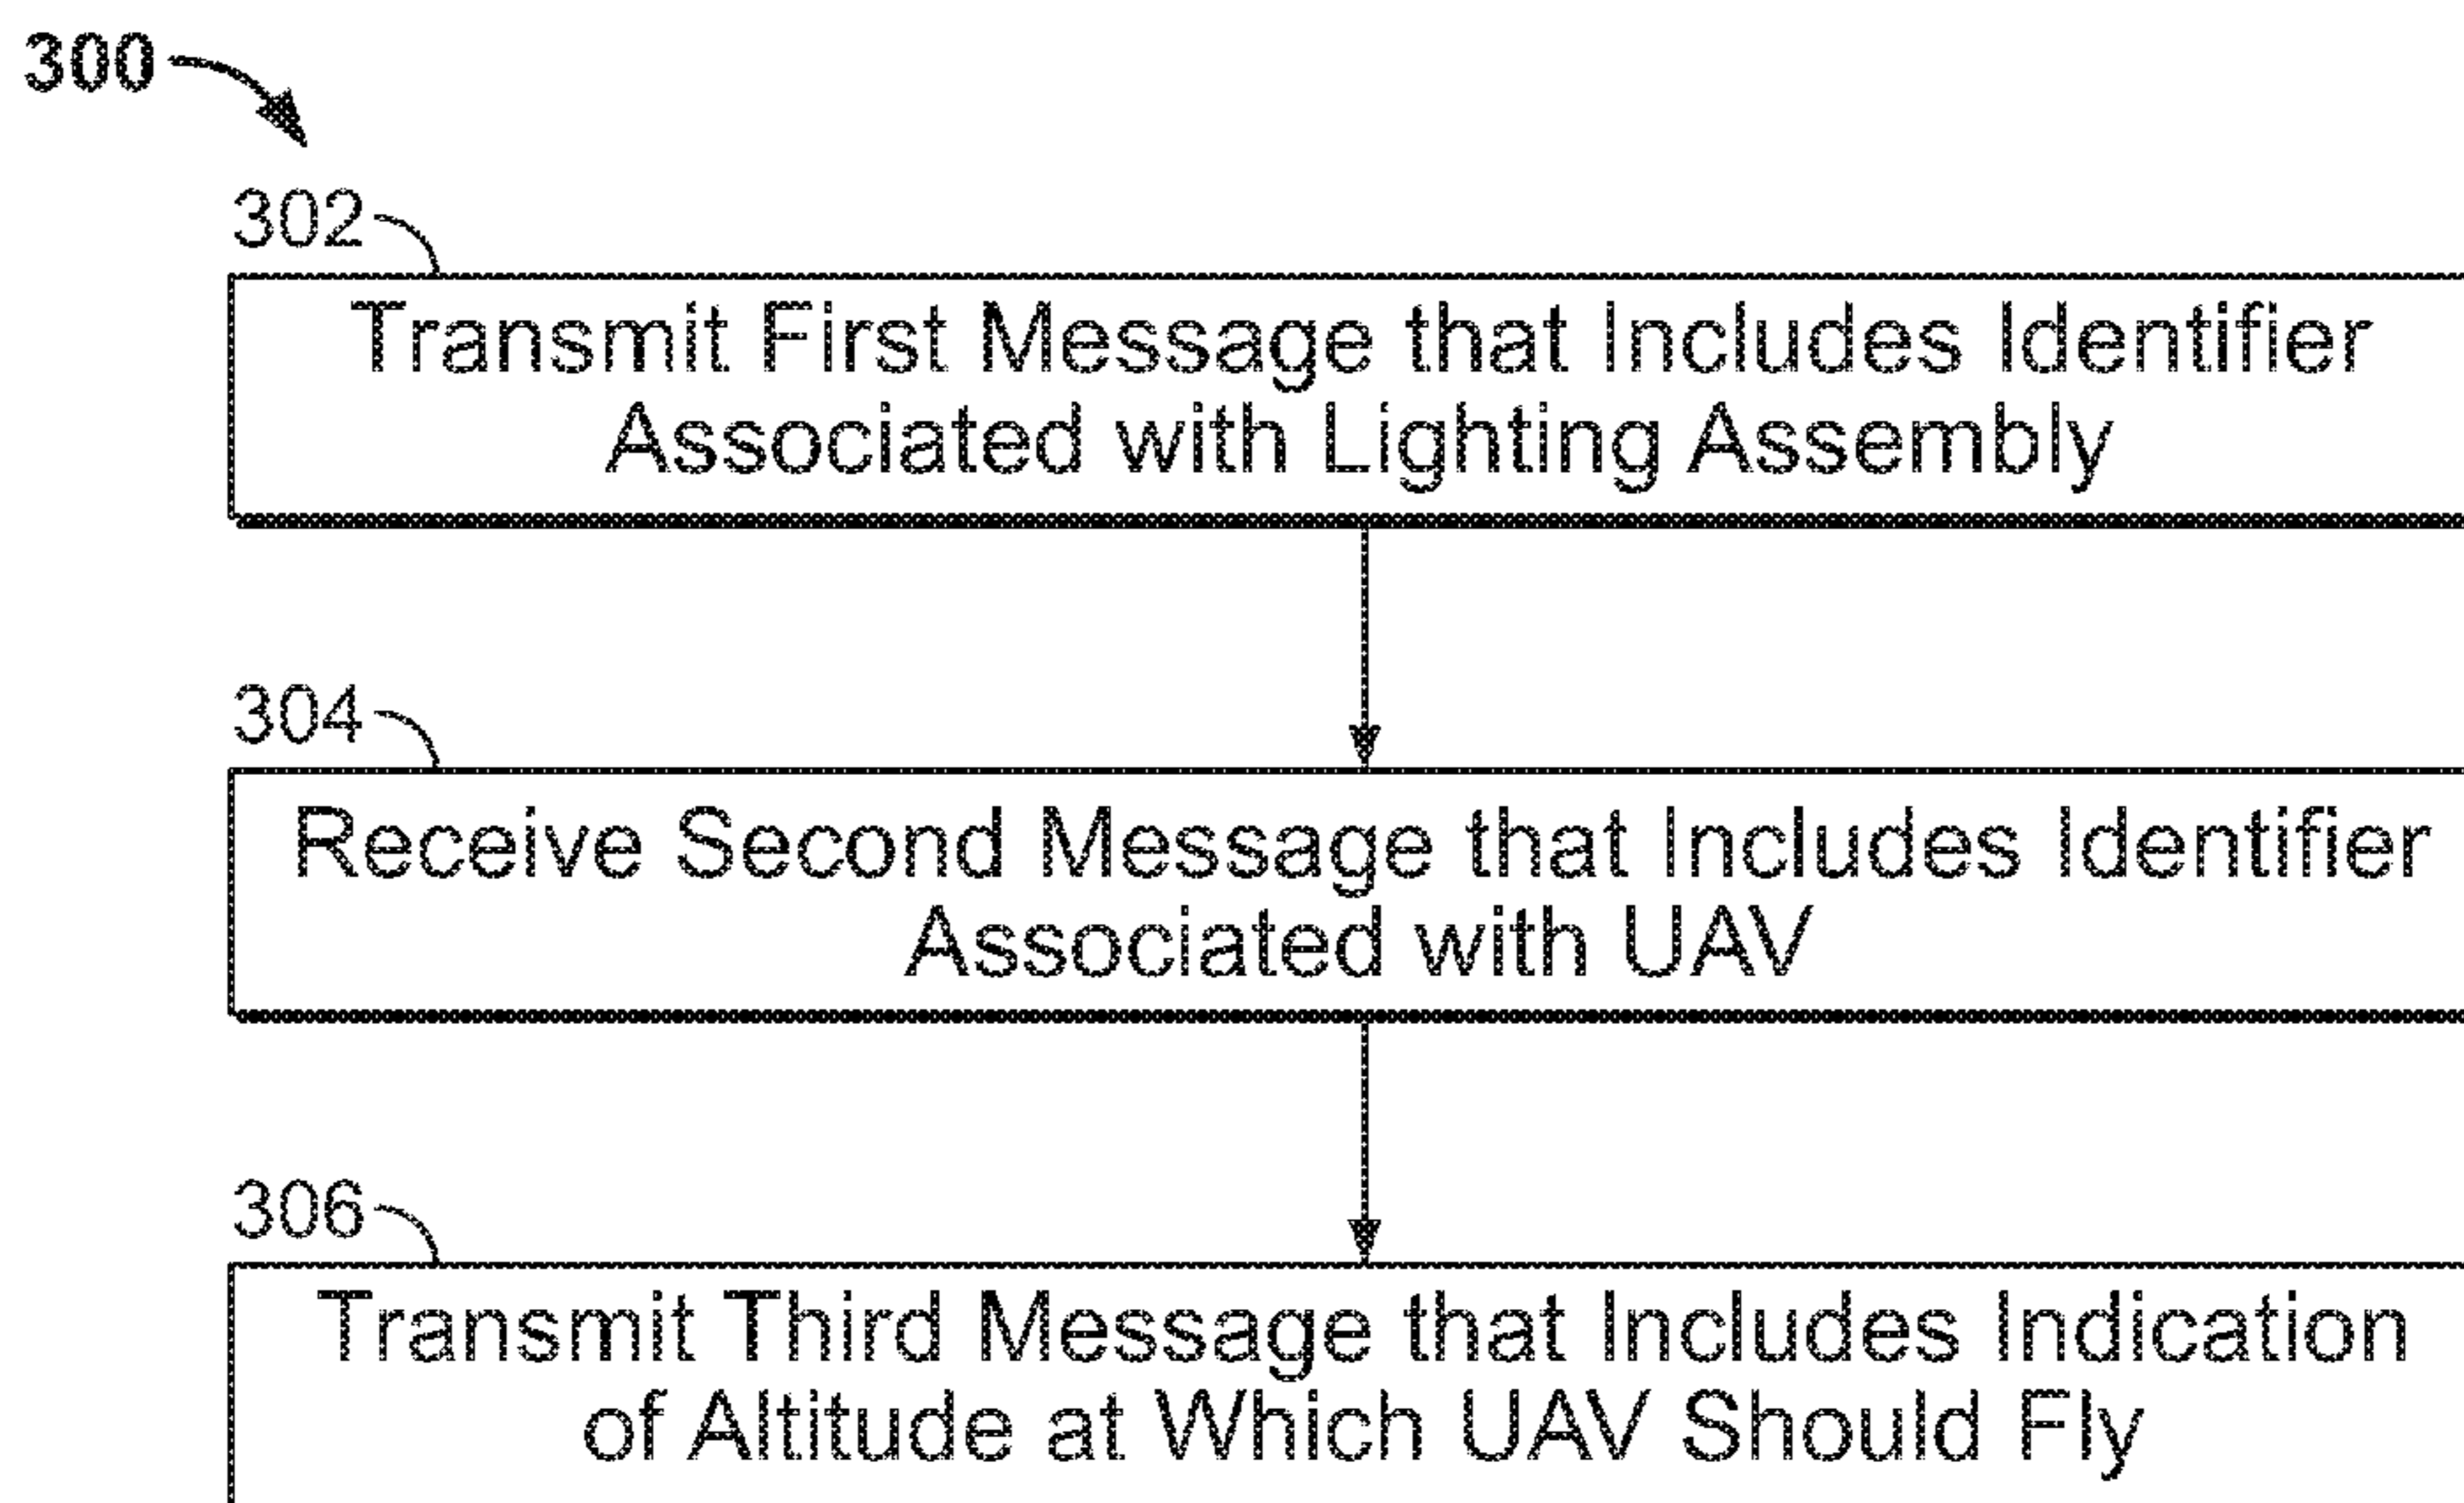 300
302
Transmit First Message that Includes Identifier
Associated with Lighting Assembly
304
Receive Second Message that Includes Identifier
Associated with UAV
306
Transmit Third Message that Includes Indication
of Altitude at Which UAV Should Fly